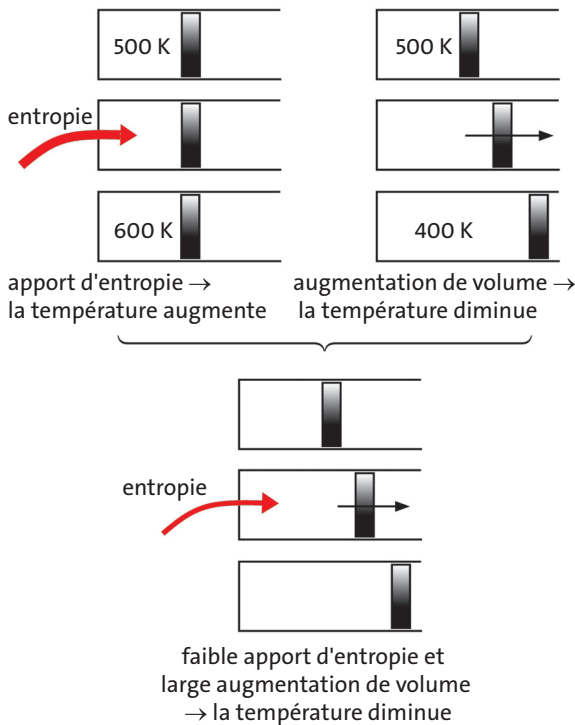 500 K
500 K
entropie
600 K
400 K
apport d'entropie →
la température augmente
augmentation de volume →
la température diminue
entropie
faible apport d'entropie et
large augmentation de volume
→ la température diminue